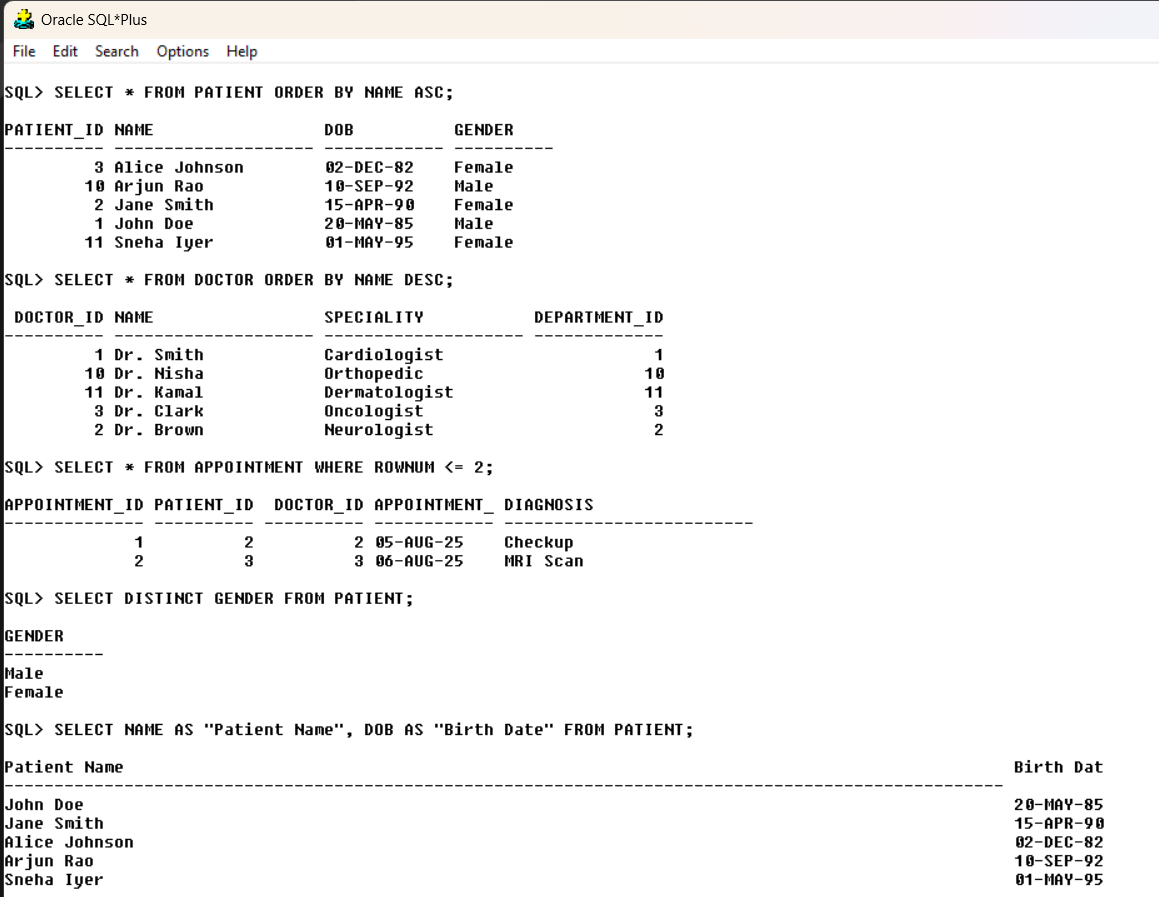 Oracle SQL*Plus
File Edit Search Options Help
SQL> SELECT * FROM PATIENT ORDER BY NAME ASC;
PATIENT_ID NAME                 DOB          GENDER
---------- -------------------- ------------ ----------
         3 Alice Johnson        02-DEC-82    Female
        10 Arjun Rao            10-SEP-92    Male
         2 Jane Smith           15-APR-90    Female
         1 John Doe             20-MAY-85    Male
        11 Sneha Iyer           01-MAY-95    Female
SQL> SELECT * FROM DOCTOR ORDER BY NAME DESC;
 DOCTOR_ID NAME                 SPECIALITY           DEPARTMENT_ID
---------- -------------------- -------------------- -------------
         1 Dr. Smith            Cardiologist                     1
        10 Dr. Nisha            Orthopedic                      10
        11 Dr. Kamal            Dermatologist                   11
         3 Dr. Clark            Oncologist                       3
         2 Dr. Brown            Neurologist                      2
SQL> SELECT * FROM APPOINTMENT WHERE ROWNUM <= 2;
APPOINTMENT_ID PATIENT_ID  DOCTOR_ID APPOINTMENT_ DIAGNOSIS
-------------- ---------- ---------- ------------ -------------------------
             1          2          2 05-AUG-25    Checkup
             2          3          3 06-AUG-25    MRI Scan
SQL> SELECT DISTINCT GENDER FROM PATIENT;
GENDER
----------
Male
Female
SQL> SELECT NAME AS "Patient Name", DOB AS "Birth Date" FROM PATIENT;
Patient Name                                                                                         Birth Dat
---------------------------------------------------------------------------------------------------- ---------
John Doe                                                                                             20-MAY-85
Jane Smith                                                                                           15-APR-90
Alice Johnson                                                                                        02-DEC-82
Arjun Rao                                                                                            10-SEP-92
Sneha Iyer                                                                                           01-MAY-95